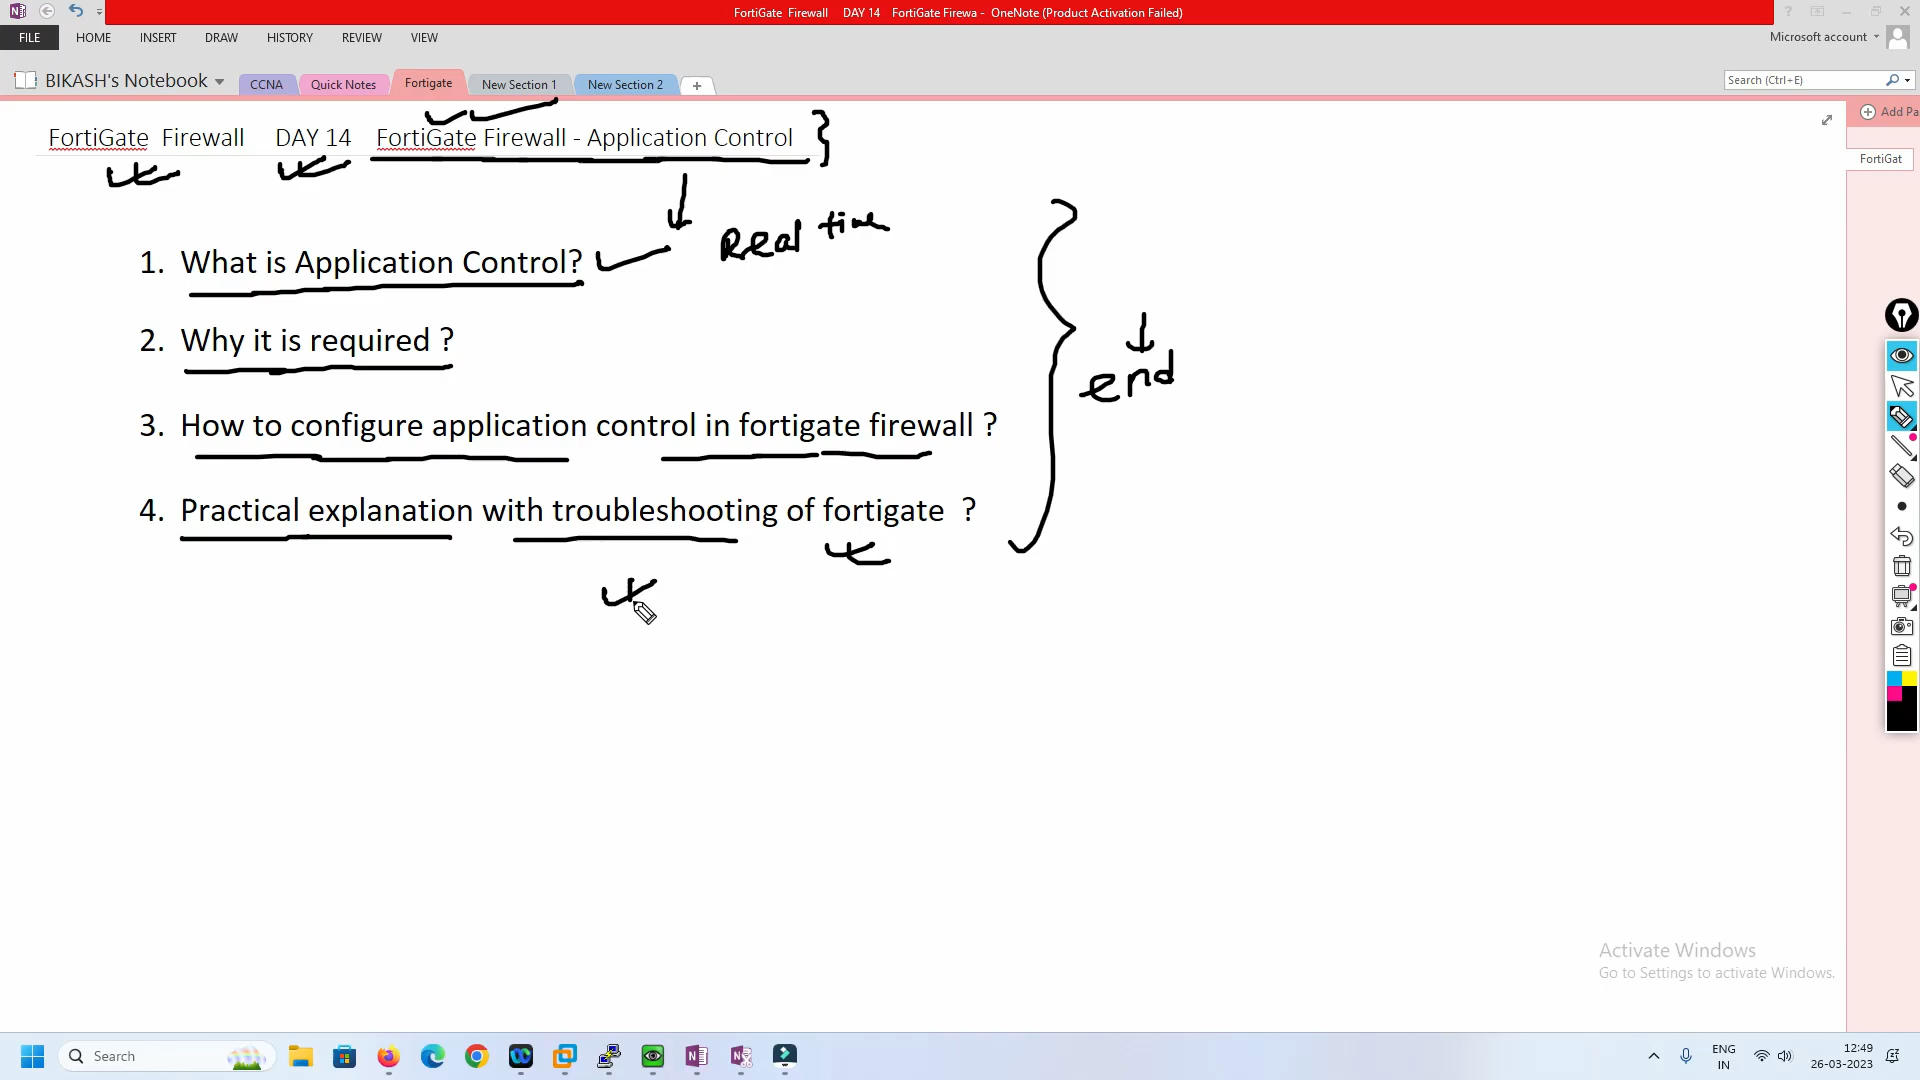 FortiGate Firewall DAY 14 FortiGate Firewa - OneNote (Product Activation Failed)
FILE HOME INSERT DRAW HISTORY REVIEW VIEW
Microsoft account
BIKASH's Notebook CCNA Quick Notes Fortigate New Section 1 New Section 2
Search (Ctrl+E)
Add Pa
FortiGat
FortiGate Firewall DAY 14 FortiGate Firewall - Application Control
Real time
1. What is Application Control?
2. Why it is required ?
end
3. How to configure application control in fortigate firewall ?
4. Practical explanation with troubleshooting of fortigate ?
Activate Windows
Go to Settings to activate Windows.
Search
ENG
IN
12:49
26-03-2023